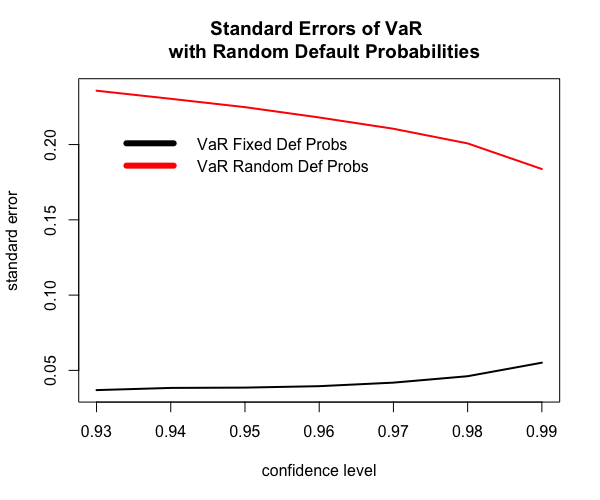 Standard Errors of VaR
with Random Default Probabilities
VaR Fixed Def Probs
VaR Random Def Probs
standard error
0.20
0.15
0.10
0.05
0.93 0.94 0.95 0.96 0.97 0.98 0.99
confidence level